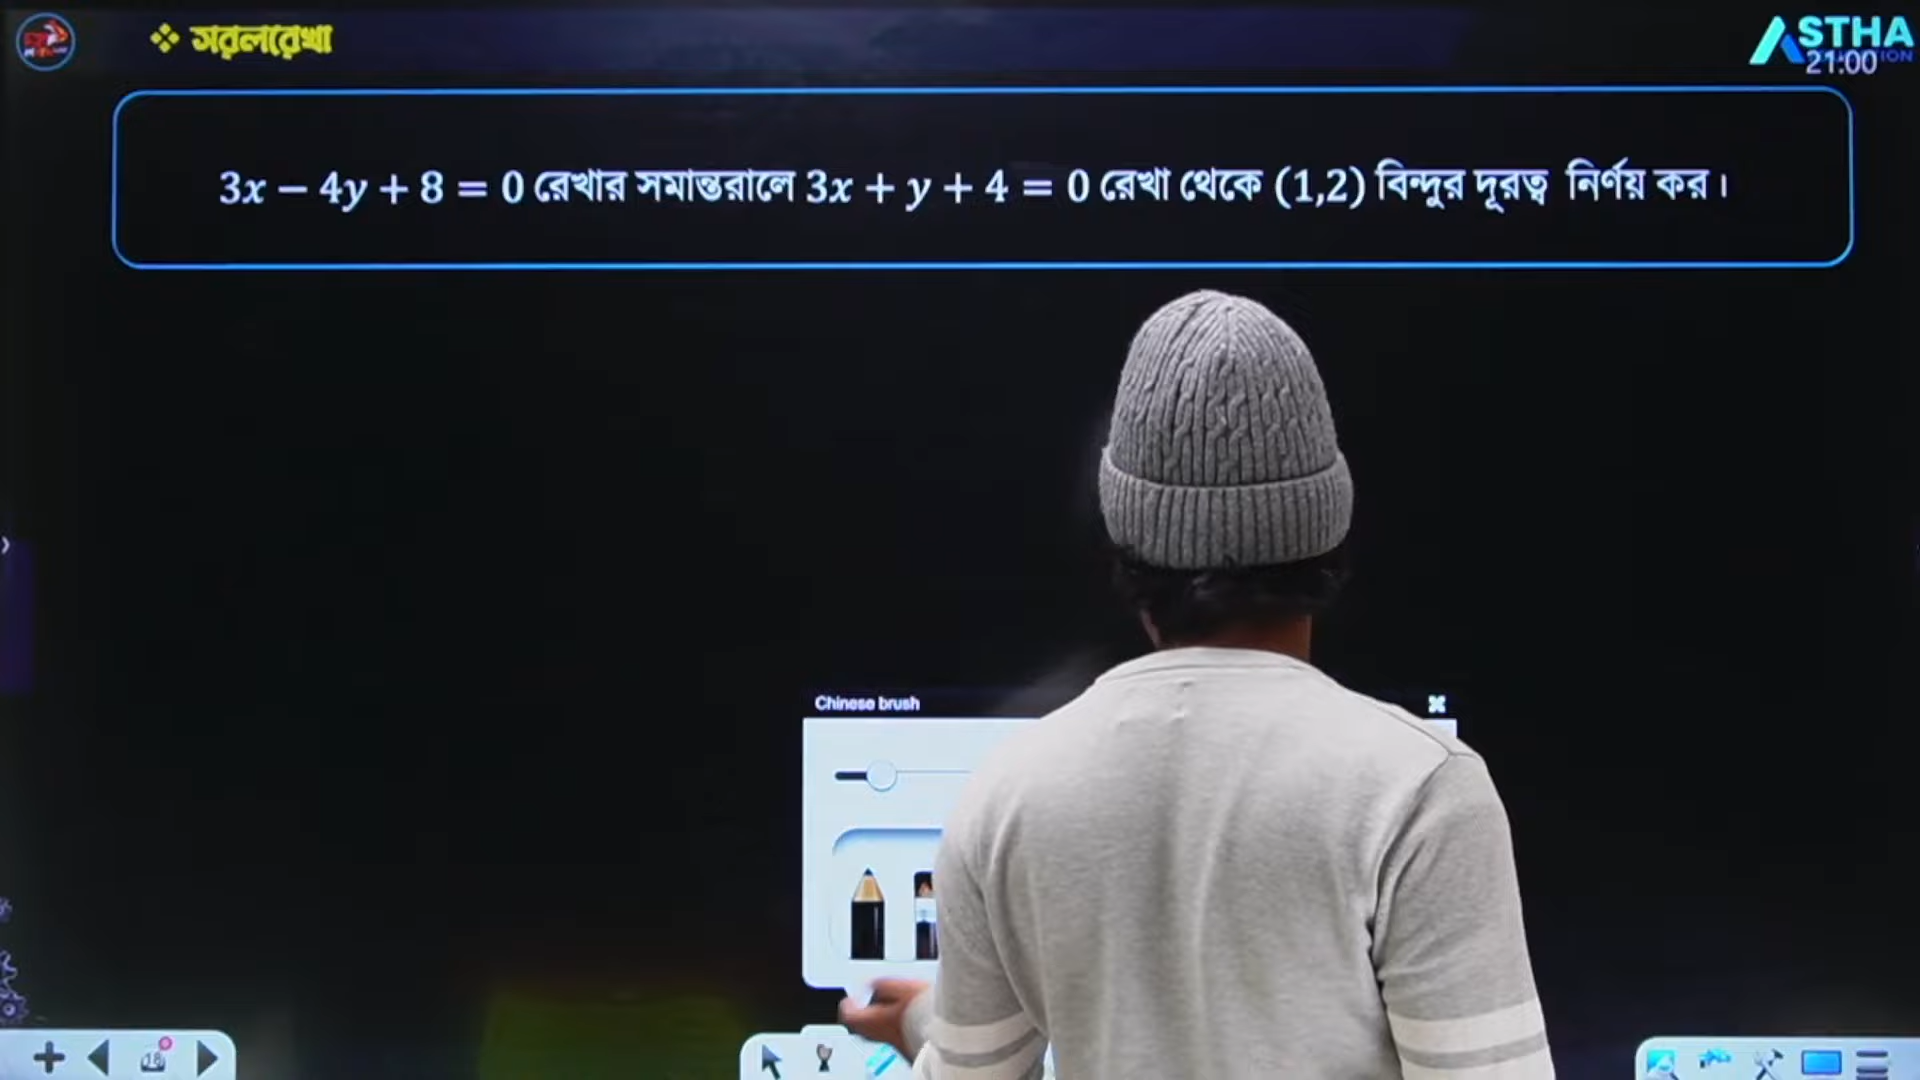 ❖ সরলরেখা
ASTHA
21:00
3x − 4y + 8 = 0 রেখার সমান্তরালে 3x + y + 4 = 0 রেখা থেকে (1,2) বিন্দুর দূরত্ব নির্ণয় কর।
Chinese brush
18